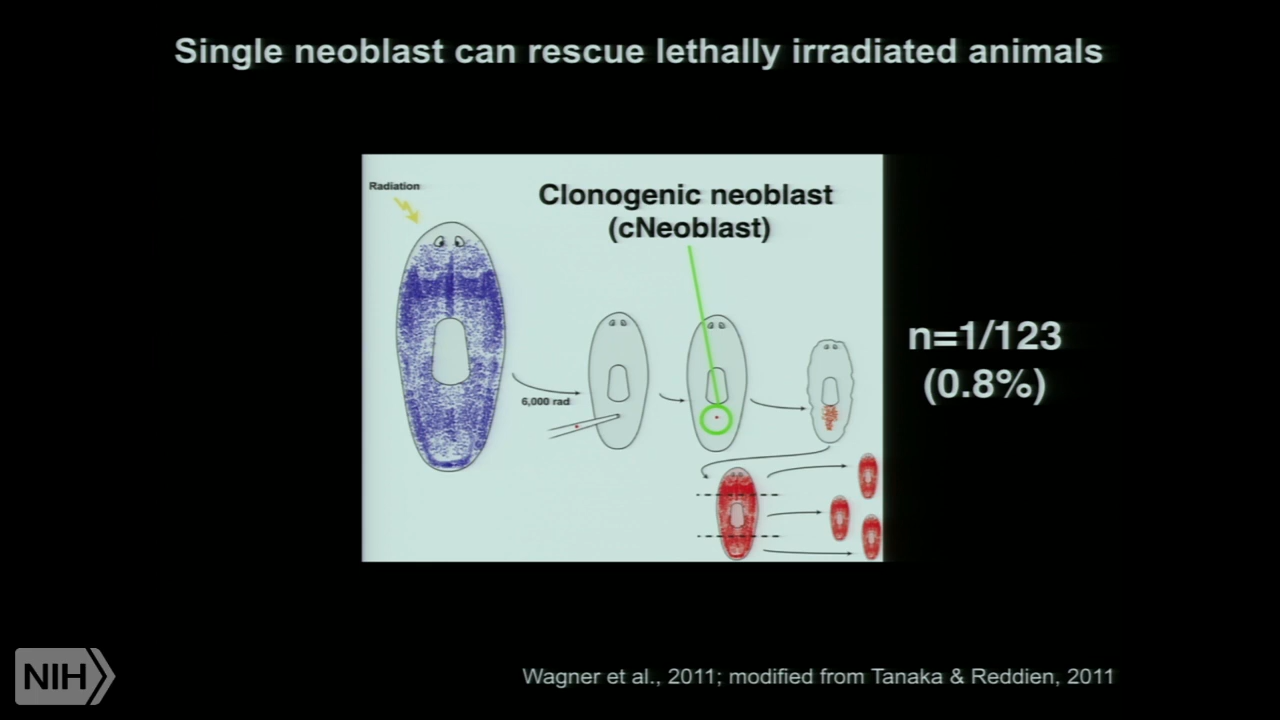 Single neoblast can rescue lethally irradiated animals
Radiation
Clonogenic neoblast
(cNeoblast)
6,000 rad
n=1/123
(0.8%)
Wagner et al., 2011; modified from Tanaka & Reddien, 2011
NIH